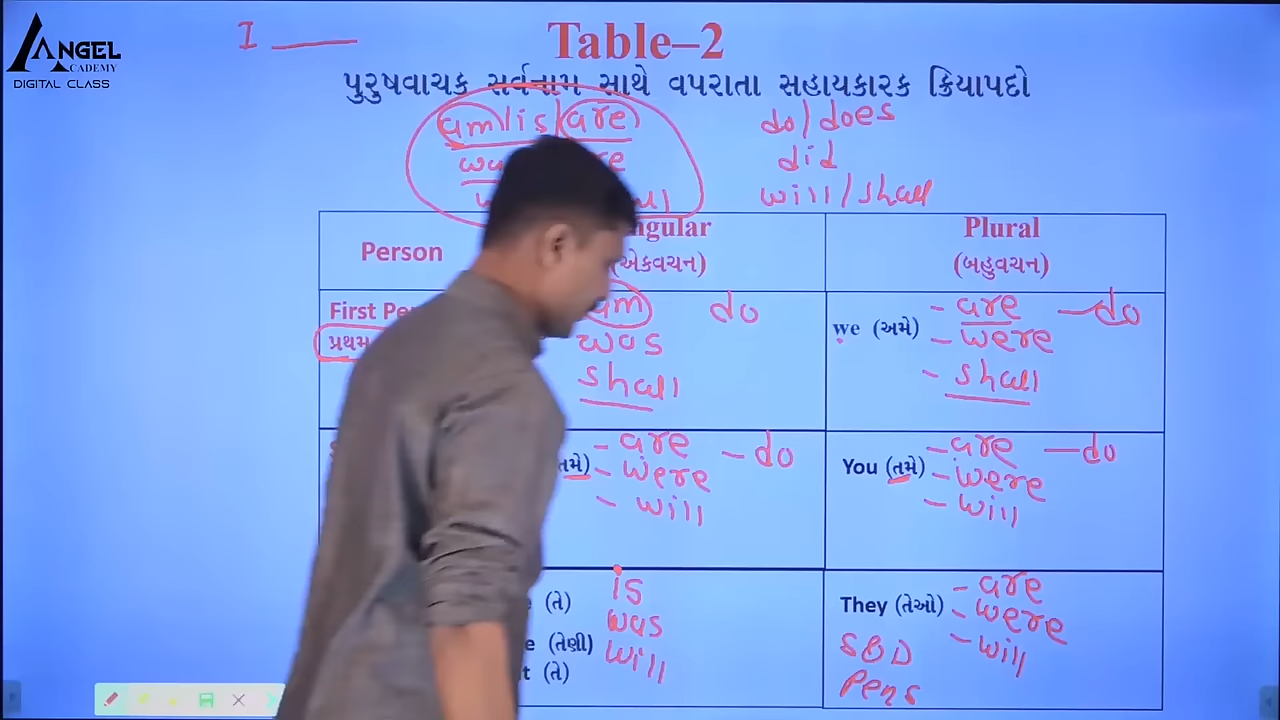 ANGEL
ACADEMY
DIGITAL CLASS
I
Table–2
પુરુષવાચક સર્વનામ સાથે વપરાતા સહાયકારક ક્રિયાપદો
am/is/are
do/does
did
will/shall
Person
Plural
(એકવચન)
(બહુવચન)
First
પ્રથમ
am do
was
shall
we (અમે)
- are - do
- were
- shall
તમે)
- are - do
- were
- will
You (તમે)
- are - do
- were
- will
(તે)
(તેણી)
(તે)
is
was
will
They (તેઓ)
- are
- were
- will
SBD
Pens